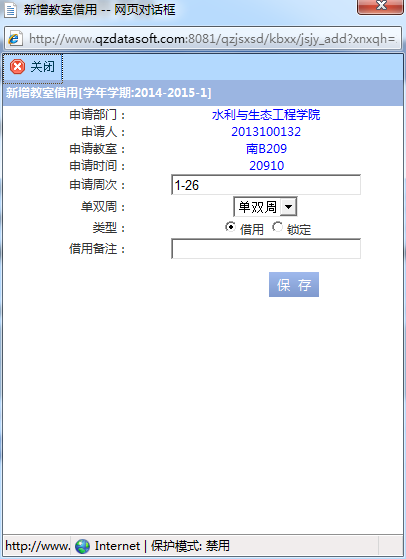 新增教室借用 -- 网页对话框
http://www.qzdatasoft.com:8081/qzjsxsd/kbxx/jsjy_add?xnxqh=
关闭
新增教室借用[学年学期:2014-2015-1]
申请部门： 水利与生态工程学院
申请人： 2013100132
申请教室： 南B209
申请时间： 20910
申请周次： 1-26
单双周： 单双周
类型： 借用 锁定
借用备注：
保 存
http://www. Internet | 保护模式: 禁用